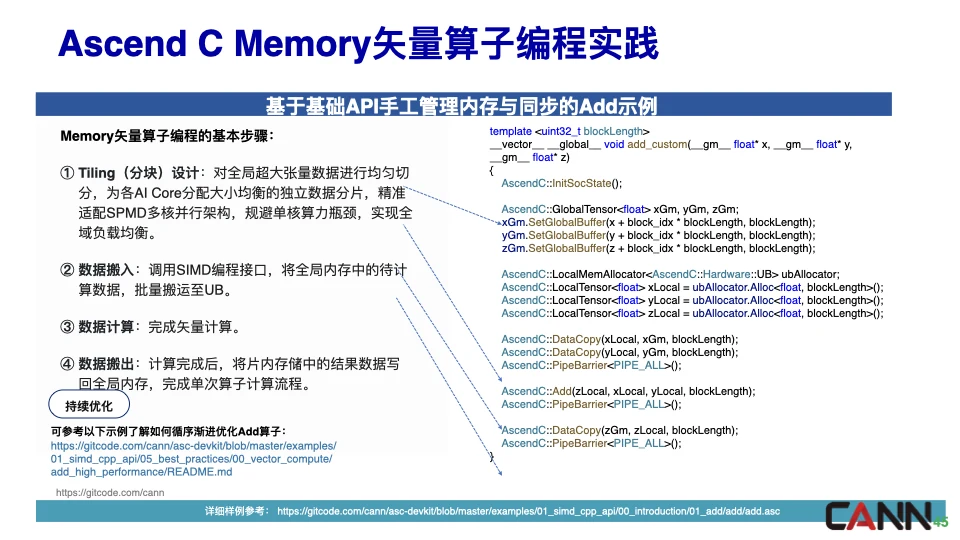 Ascend C Memory矢量算子编程实践
基于基础API手工管理内存与同步的Add示例
Memory矢量算子编程的基本步骤：
① Tiling（分块）设计：对全局超大张量数据进行均匀切
分，为各AI Core分配大小均衡的独立数据分片，精准
适配SPMD多核并行架构，规避单核算力瓶颈，实现全
域负载均衡。
② 数据搬入：调用SIMD编程接口，将全局内存中的待计
算数据，批量搬运至UB。
③ 数据计算：完成矢量计算。
④ 数据搬出：计算完成后，将片内存储中的结果数据写
回全局内存，完成单次算子计算流程。
持续优化
可参考以下示例了解如何循序渐进优化Add算子：
https://gitcode.com/cann/asc-devkit/blob/master/examples/
01_simd_cpp_api/05_best_practices/00_vector_compute/
add_high_performance/README.md
https://gitcode.com/cann
template <uint32_t blockLength>
__vector__ __global__ void add_custom(__gm__ float* x, __gm__ float* y,
__gm__ float* z)
{
AscendC::InitSocState();
AscendC::GlobalTensor<float> xGm, yGm, zGm;
xGm.SetGlobalBuffer(x + block_idx * blockLength, blockLength);
yGm.SetGlobalBuffer(y + block_idx * blockLength, blockLength);
zGm.SetGlobalBuffer(z + block_idx * blockLength, blockLength);
AscendC::LocalMemAllocator<AscendC::Hardware::UB> ubAllocator;
AscendC::LocalTensor<float> xLocal = ubAllocator.Alloc<float, blockLength>();
AscendC::LocalTensor<float> yLocal = ubAllocator.Alloc<float, blockLength>();
AscendC::LocalTensor<float> zLocal = ubAllocator.Alloc<float, blockLength>();
AscendC::DataCopy(xLocal, xGm, blockLength);
AscendC::DataCopy(yLocal, yGm, blockLength);
AscendC::PipeBarrier<PIPE_ALL>();
AscendC::Add(zLocal, xLocal, yLocal, blockLength);
AscendC::PipeBarrier<PIPE_ALL>();
AscendC::DataCopy(zGm, zLocal, blockLength);
AscendC::PipeBarrier<PIPE_ALL>();
}
详细样例参考： https://gitcode.com/cann/asc-devkit/blob/master/examples/01_simd_cpp_api/00_introduction/01_add/add/add.asc
CANN
45